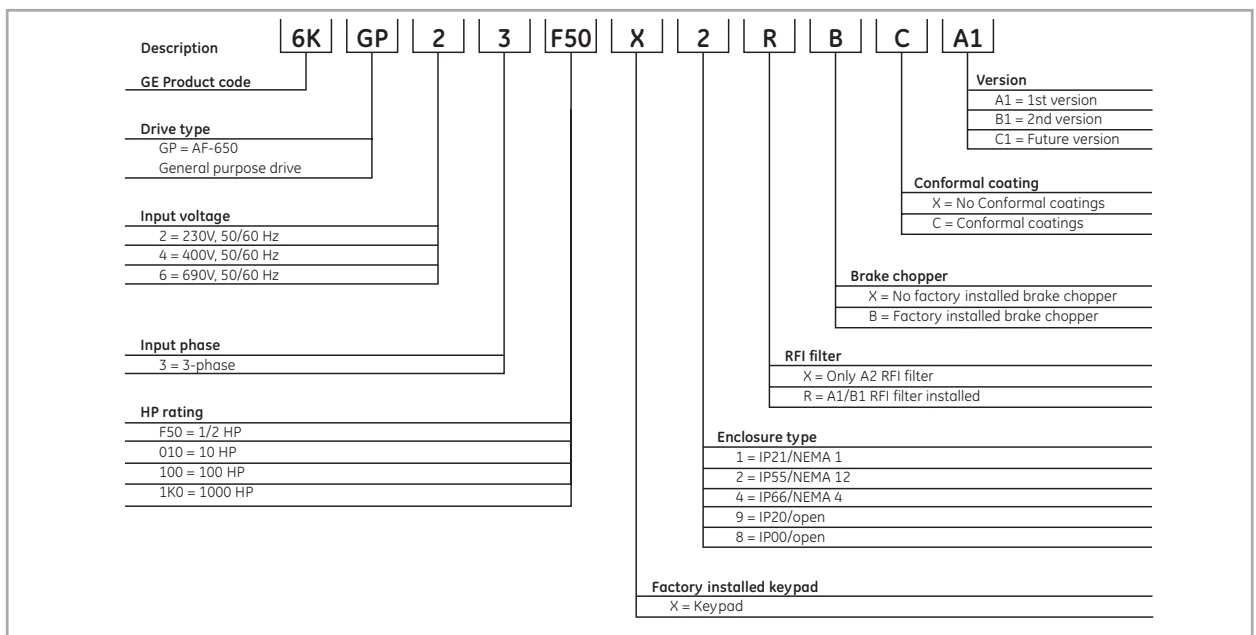 Description 6K GP 2 3 F50 X 2 R B C A1
GE Product code
Drive type
GP = AF-650
General purpose drive
Input voltage
2 = 230V, 50/60 Hz
4 = 400V, 50/60 Hz
6 = 690V, 50/60 Hz
Input phase
3 = 3-phase
HP rating
F50 = 1/2 HP
010 = 10 HP
100 = 100 HP
1K0 = 1000 HP
Version
A1 = 1st version
B1 = 2nd version
C1 = Future version
Conformal coating
X = No Conformal coatings
C = Conformal coatings
Brake chopper
X = No factory installed brake chopper
B = Factory installed brake chopper
RFI filter
X = Only A2 RFI filter
R = A1/B1 RFI filter installed
Enclosure type
1 = IP21/NEMA 1
2 = IP55/NEMA 12
4 = IP66/NEMA 4
9 = IP20/open
8 = IP00/open
Factory installed keypad
X = Keypad